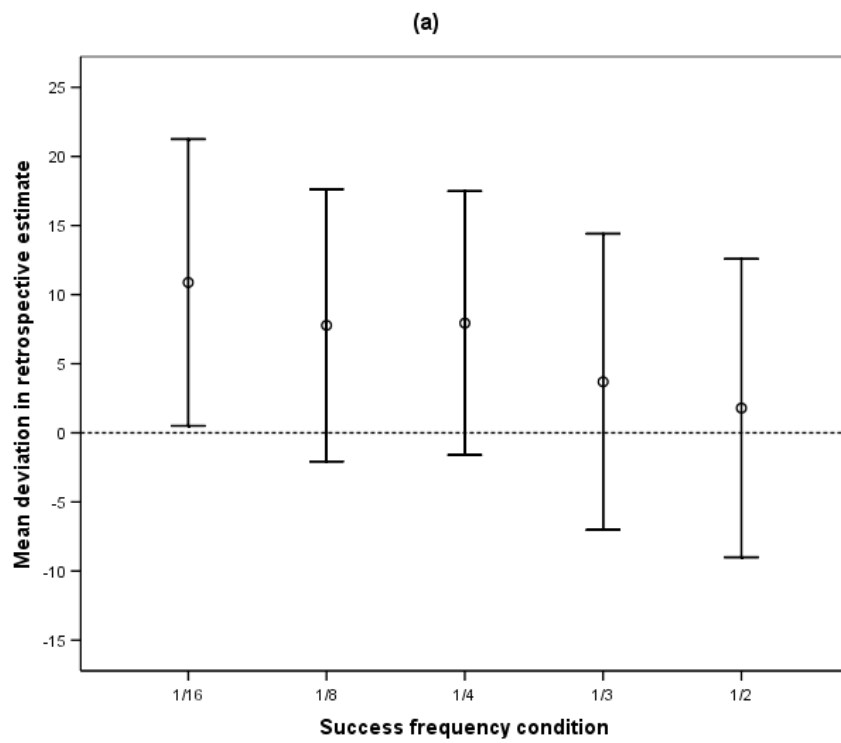 (a)
Mean deviation in retrospective estimate
25
20
15
10
5
0
-5
-10
-15
1/16 1/8 1/4 1/3 1/2
Success frequency condition